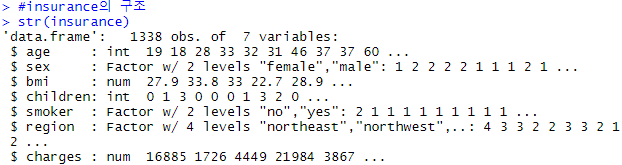 > #insurance의 구조
> str(insurance)
'data.frame':   1338 obs. of  7 variables:
 $ age     : int  19 18 28 33 32 31 46 37 37 60 ...
 $ sex     : Factor w/ 2 levels "female","male": 1 2 2 2 2 1 1 1 2 1 ...
 $ bmi     : num  27.9 33.8 33 22.7 28.9 ...
 $ children: int  0 1 3 0 0 0 1 3 2 0 ...
 $ smoker  : Factor w/ 2 levels "no","yes": 2 1 1 1 1 1 1 1 1 1 ...
 $ region  : Factor w/ 4 levels "northeast","northwest",..: 4 3 3 2 2 3 3 2 1
2 ...
 $ charges : num  16885 1726 4449 21984 3867 ...